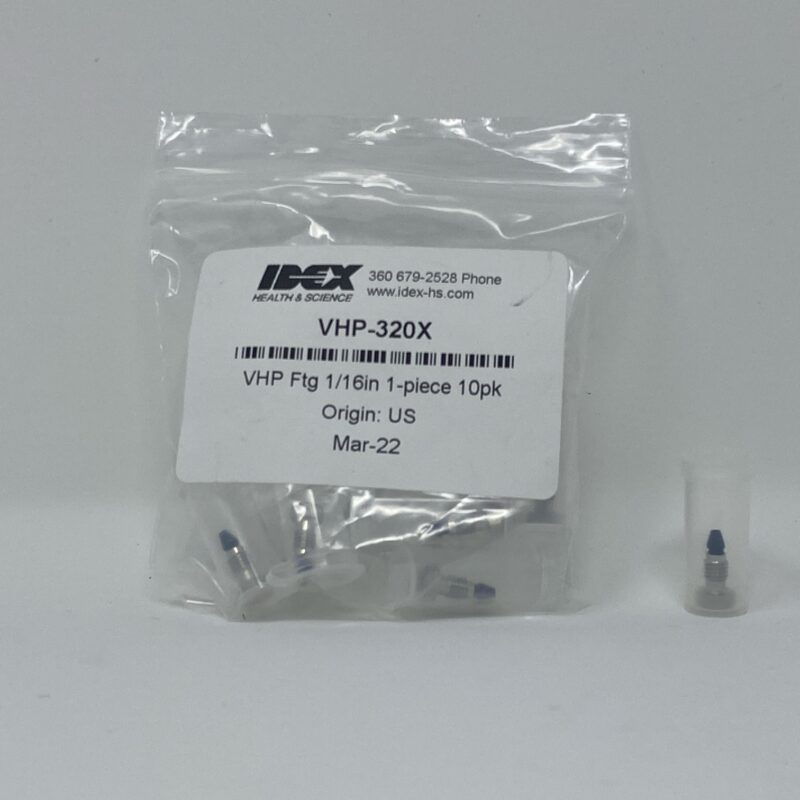 IDEX
HEALTH & SCIENCE
360 679-2528 Phone
www.idex-hs.com
VHP-320X
VHP Ftg 1/16in 1-piece 10pk
Origin: US
Mar-22